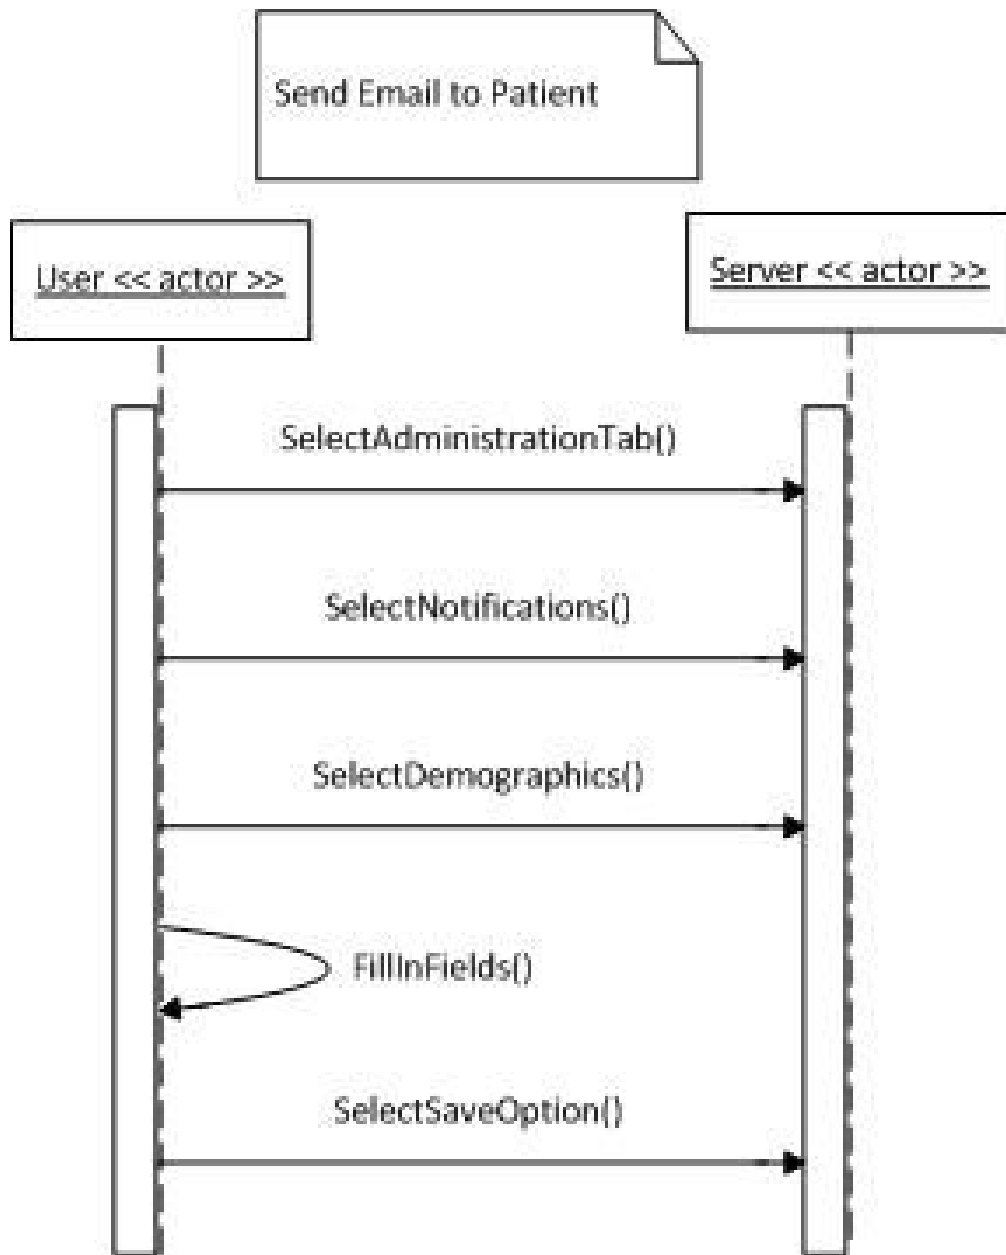 Send Email to Patient
User << actor >>
Server << actor >>
SelectAdministrationTab()
SelectNotifications()
SelectDemographics()
FillInFields()
SelectSaveOption()